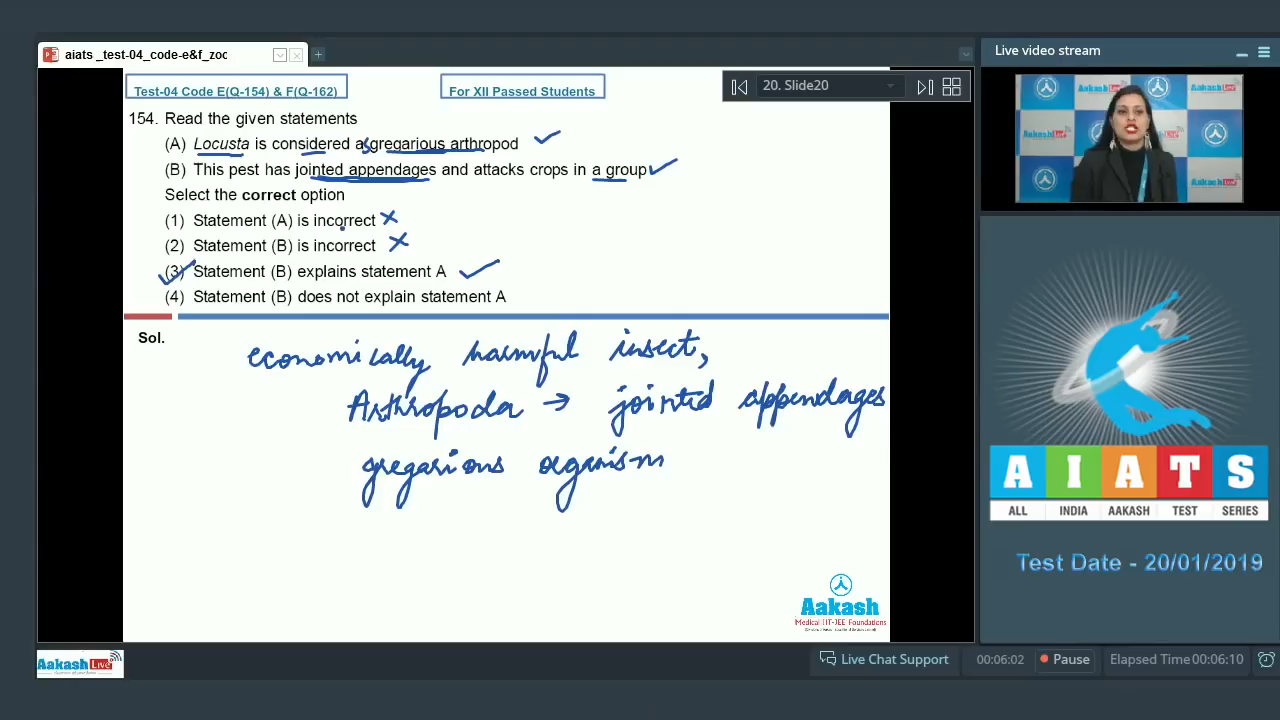 aiats _test-04_code-e&f_zoc
Live video stream
20. Slide20
Test-04 Code E(Q-154) & F(Q-162)
For XII Passed Students
154. Read the given statements
(A) Locusta is considered as gregarious arthropod
(B) This pest has jointed appendages and attacks crops in a group
Select the correct option
(1) Statement (A) is incorrect
(2) Statement (B) is incorrect
(3) Statement (B) explains statement A
(4) Statement (B) does not explain statement A
Sol.
economically harmful insect,
Arthropoda → jointed appendages
gregarious organism
Aakash
Medical | IIT-JEE | Foundations
Aakash
Aakash
Aakash
AIATS
ALL INDIA AAKASH TEST SERIES
Test Date - 20/01/2019
Aakash Live
Live Chat Support
00:06:02
Pause
Elapsed Time 00:06:10